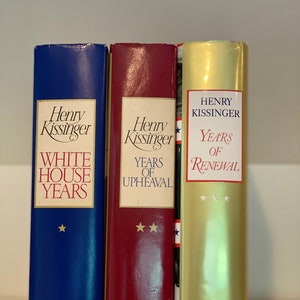 Henry
Kissinger
WHITE
HOUSE
YEARS
Henry
Kissinger
YEARS
OF
UPHEAVAL
HENRY
KISSINGER
YEARS
OF
RENEWAL